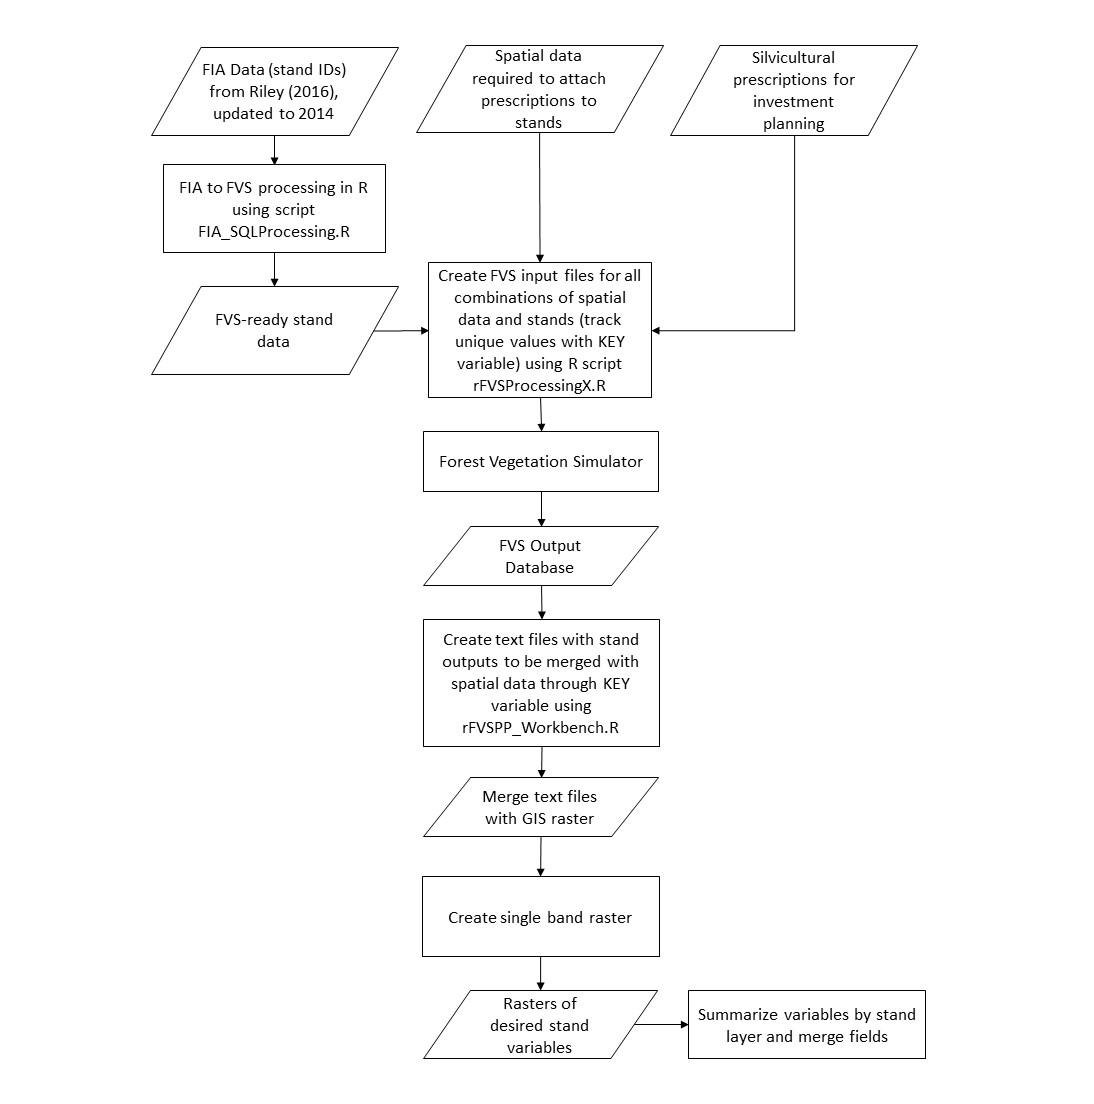 FIA Data (stand IDs)
from Riley (2016),
updated to 2014
Spatial data
required to attach
prescriptions to
stands
Silvicultural
prescriptions for
investment
planning
FIA to FVS processing in R
using script
FIA_SQLProcessing.R
FVS-ready stand
data
Create FVS input files for all
combinations of spatial
data and stands (track
unique values with KEY
variable) using R script
rFVSProcessingX.R
Forest Vegetation Simulator
FVS Output
Database
Create text files with stand
outputs to be merged with
spatial data through KEY
variable using
rFVSPP_Workbench.R
Merge text files
with GIS raster
Create single band raster
Rasters of
desired stand
variables
Summarize variables by stand
layer and merge fields